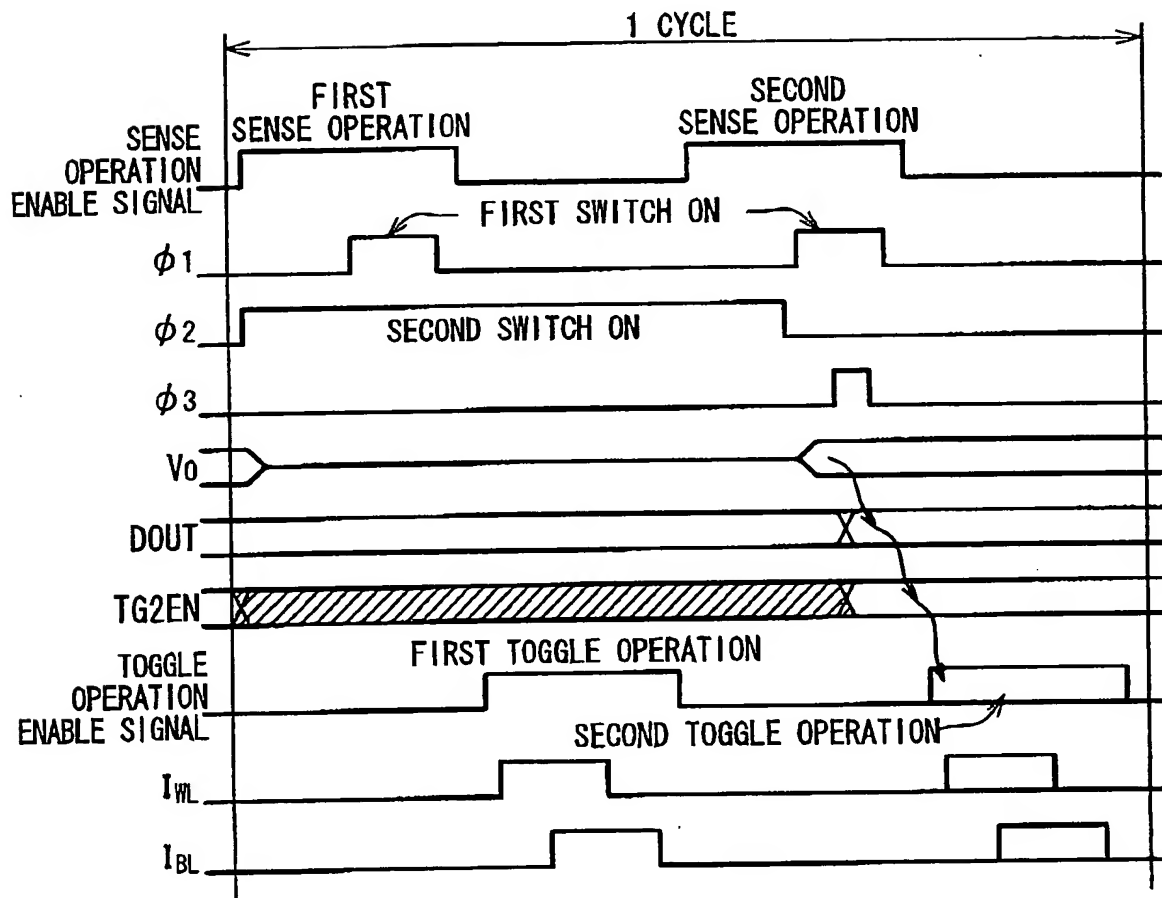 1 CYCLE
FIRST
SENSE OPERATION
SECOND
SENSE OPERATION
SENSE
OPERATION
ENABLE SIGNAL
FIRST SWITCH ON
ϕ1
ϕ2
SECOND SWITCH ON
ϕ3
Vo
DOUT
TG2EN
FIRST TOGGLE OPERATION
TOGGLE
OPERATION
ENABLE SIGNAL
SECOND TOGGLE OPERATION
IWL
IBL